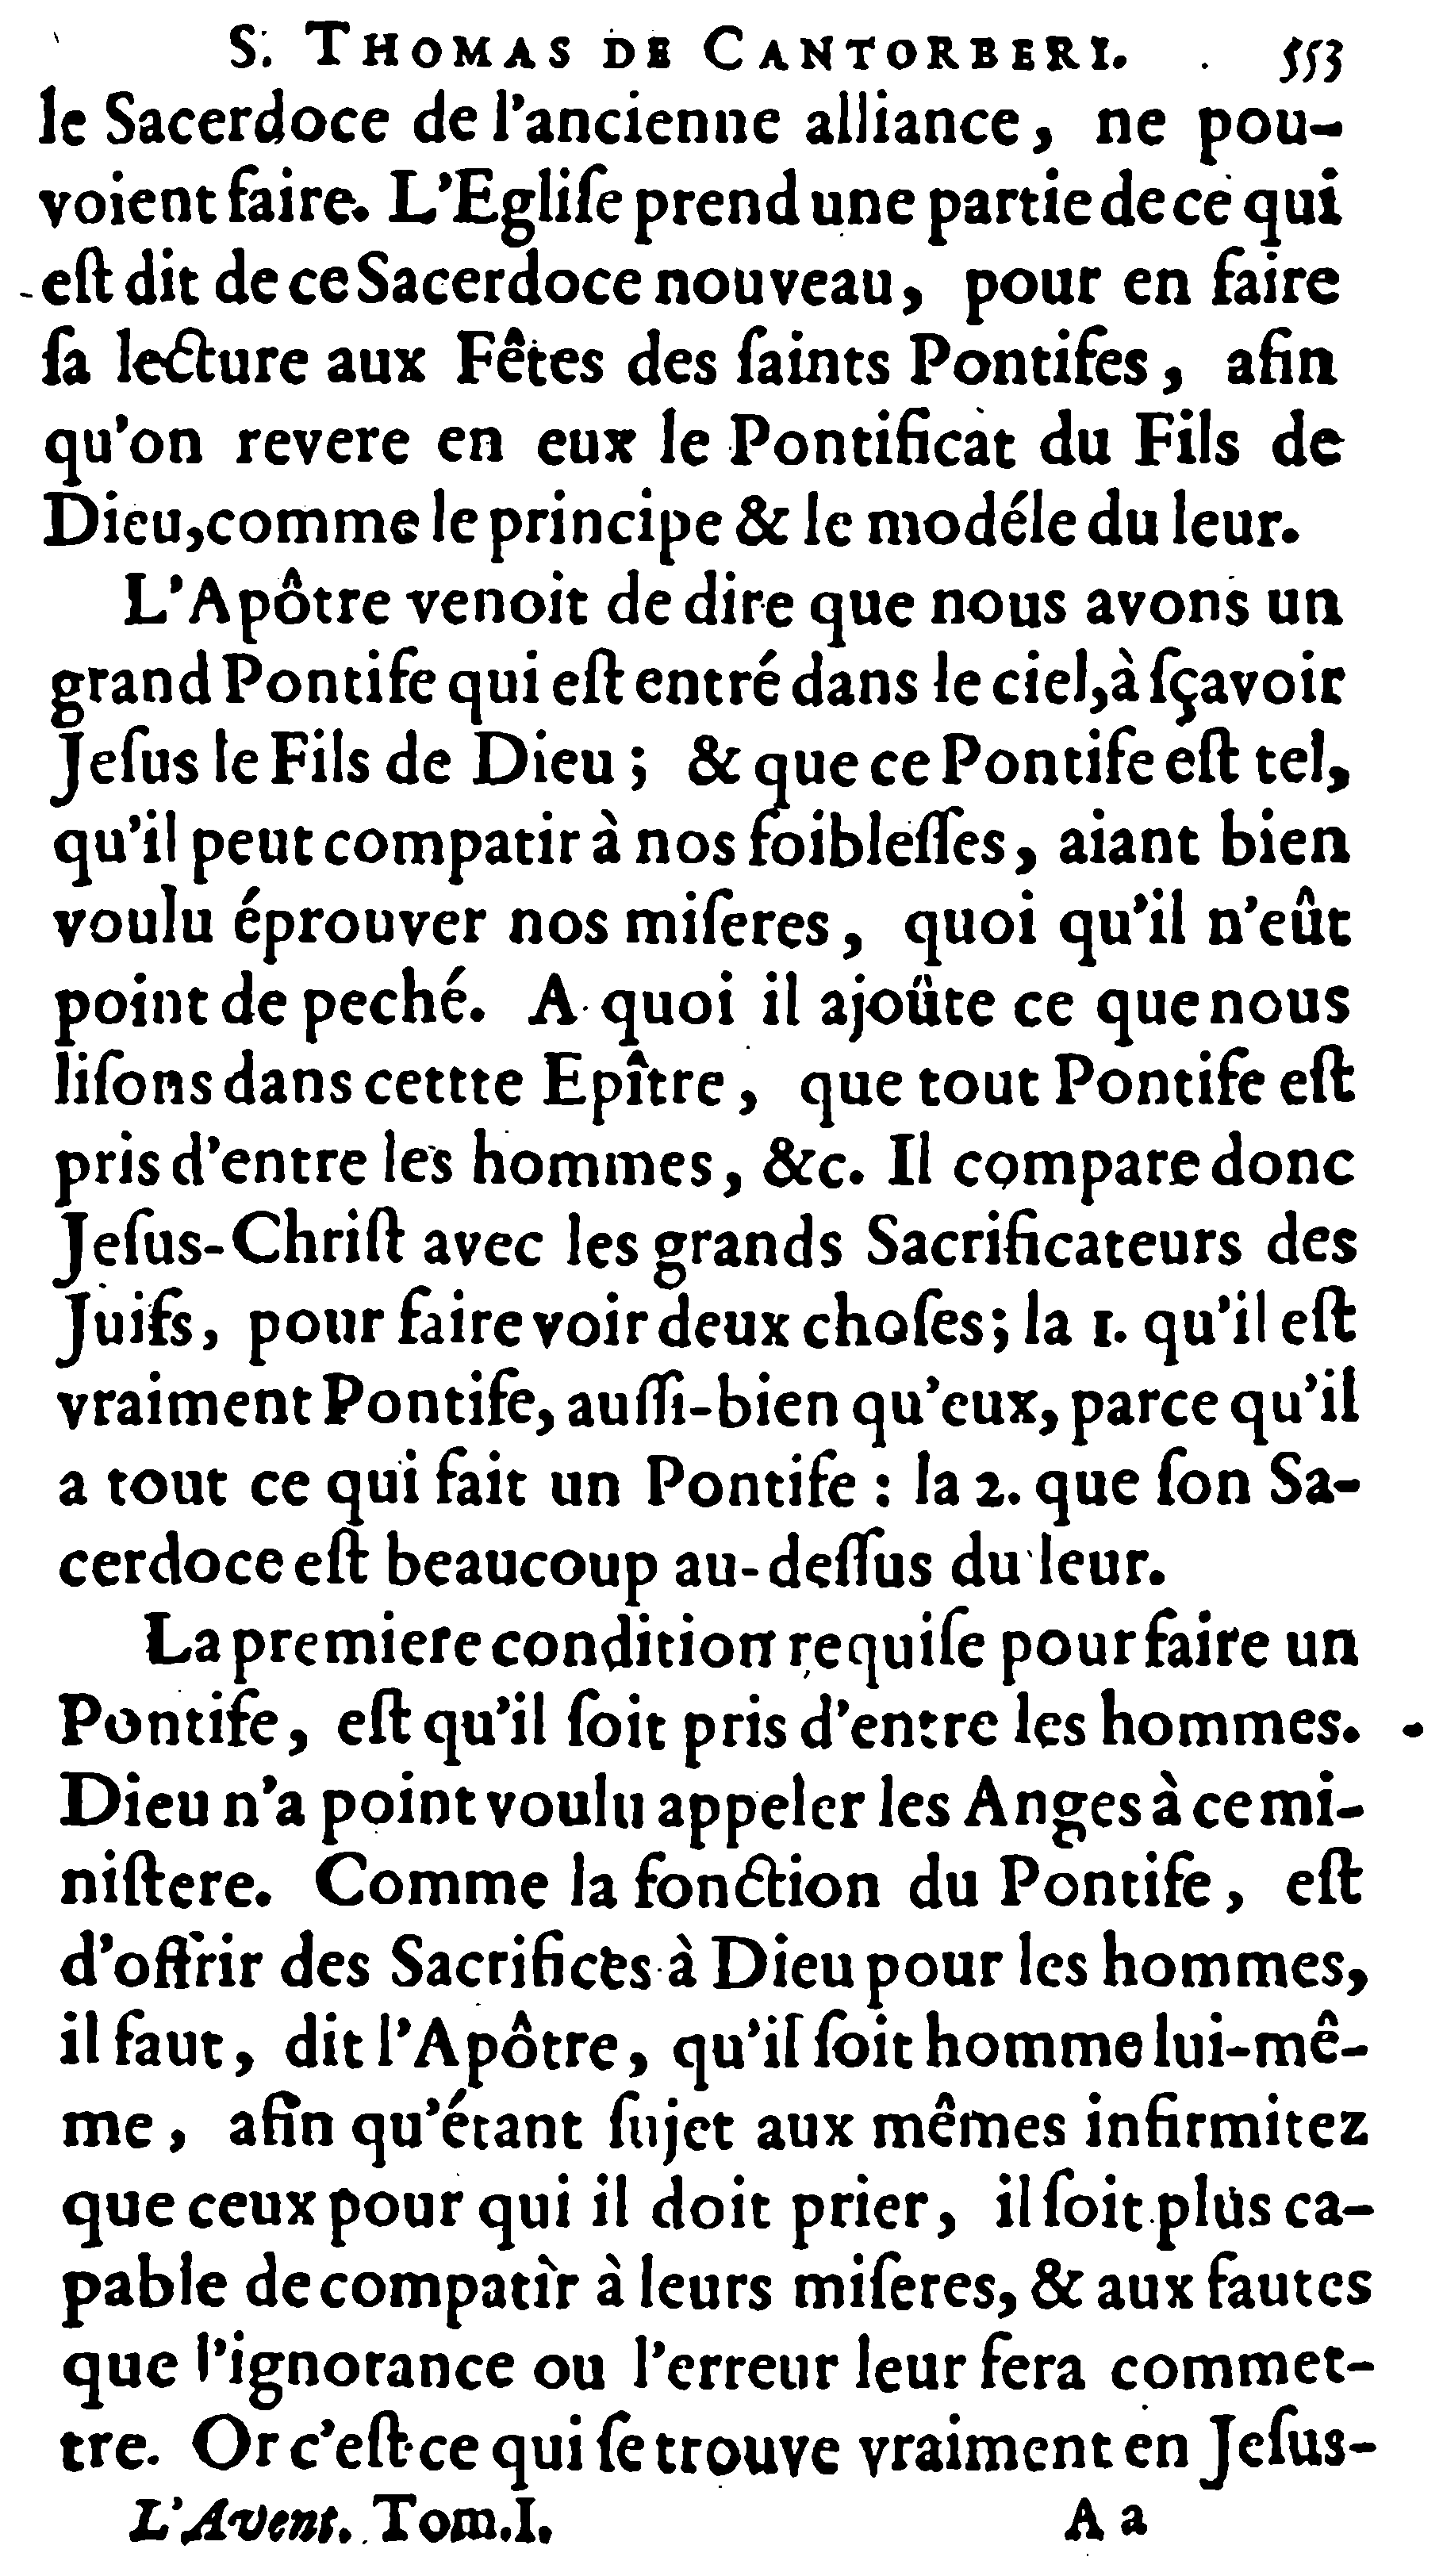 S. THOMAS DE CANTORBERI. 553
le Sacerdoce de l'ancienne alliance, ne pou-
voient faire. L'Egliſe prend une partie de ce qui
eſt dit de ce Sacerdoce nouveau, pour en faire
ſa lecture aux Fêtes des ſaints Pontifes, afin
qu'on revere en eux le Pontificat du Fils de
Dieu, comme le principe & le modéle du leur.
L'Apôtre venoit de dire que nous avons un
grand Pontife qui eſt entré dans le ciel, à ſçavoir
Jeſus le Fils de Dieu ; & que ce Pontife eſt tel,
qu'il peut compatir à nos foibleſſes, aiant bien
voulu éprouver nos miſeres, quoi qu'il n'eût
point de peché. A quoi il ajoûte ce que nous
liſons dans cettte Epître, que tout Pontife eſt
pris d'entre les hommes, &c. Il compare donc
Jeſus-Chriſt avec les grands Sacrificateurs des
Juifs, pour faire voir deux choſes; la 1. qu'il eſt
vraiment Pontife, auſſi-bien qu'eux, parce qu'il
a tout ce qui fait un Pontife : la 2. que ſon Sa-
cerdoce eſt beaucoup au-deſſus du leur.
La premiere condition requiſe pour faire un
Pontife, eſt qu'il ſoit pris d'entre les hommes.
Dieu n'a point voulu appeler les Anges à ce mi-
niſtere. Comme la fonction du Pontife, eſt
d'offrir des Sacrifices à Dieu pour les hommes,
il faut, dit l'Apôtre, qu'il ſoit homme lui-mê-
me, afin qu'étant ſujet aux mêmes infirmitez
que ceux pour qui il doit prier, il ſoit plus ca-
pable de compatir à leurs miſeres, & aux fautes
que l'ignorance ou l'erreur leur fera commet-
tre. Or c'eſt ce qui ſe trouve vraiment en Jeſus-
L'Avent. Tom. I. A a